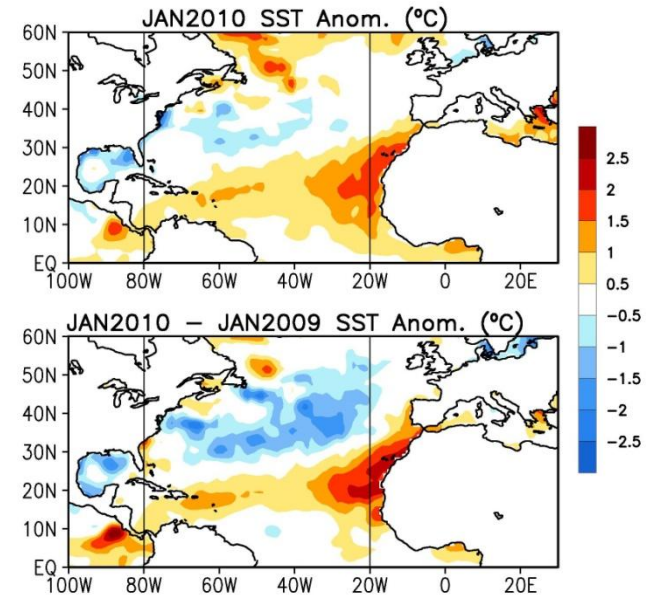 JAN2010 SST Anom. (ºC)
60N
50N
40N
30N
20N
10N
EQ
100W 80W 60W 40W 20W 0 20E
2.5
2
1.5
1
0.5
−0.5
−1
−1.5
−2
−2.5
JAN2010 − JAN2009 SST Anom. (ºC)
60N
50N
40N
30N
20N
10N
EQ
100W 80W 60W 40W 20W 0 20E